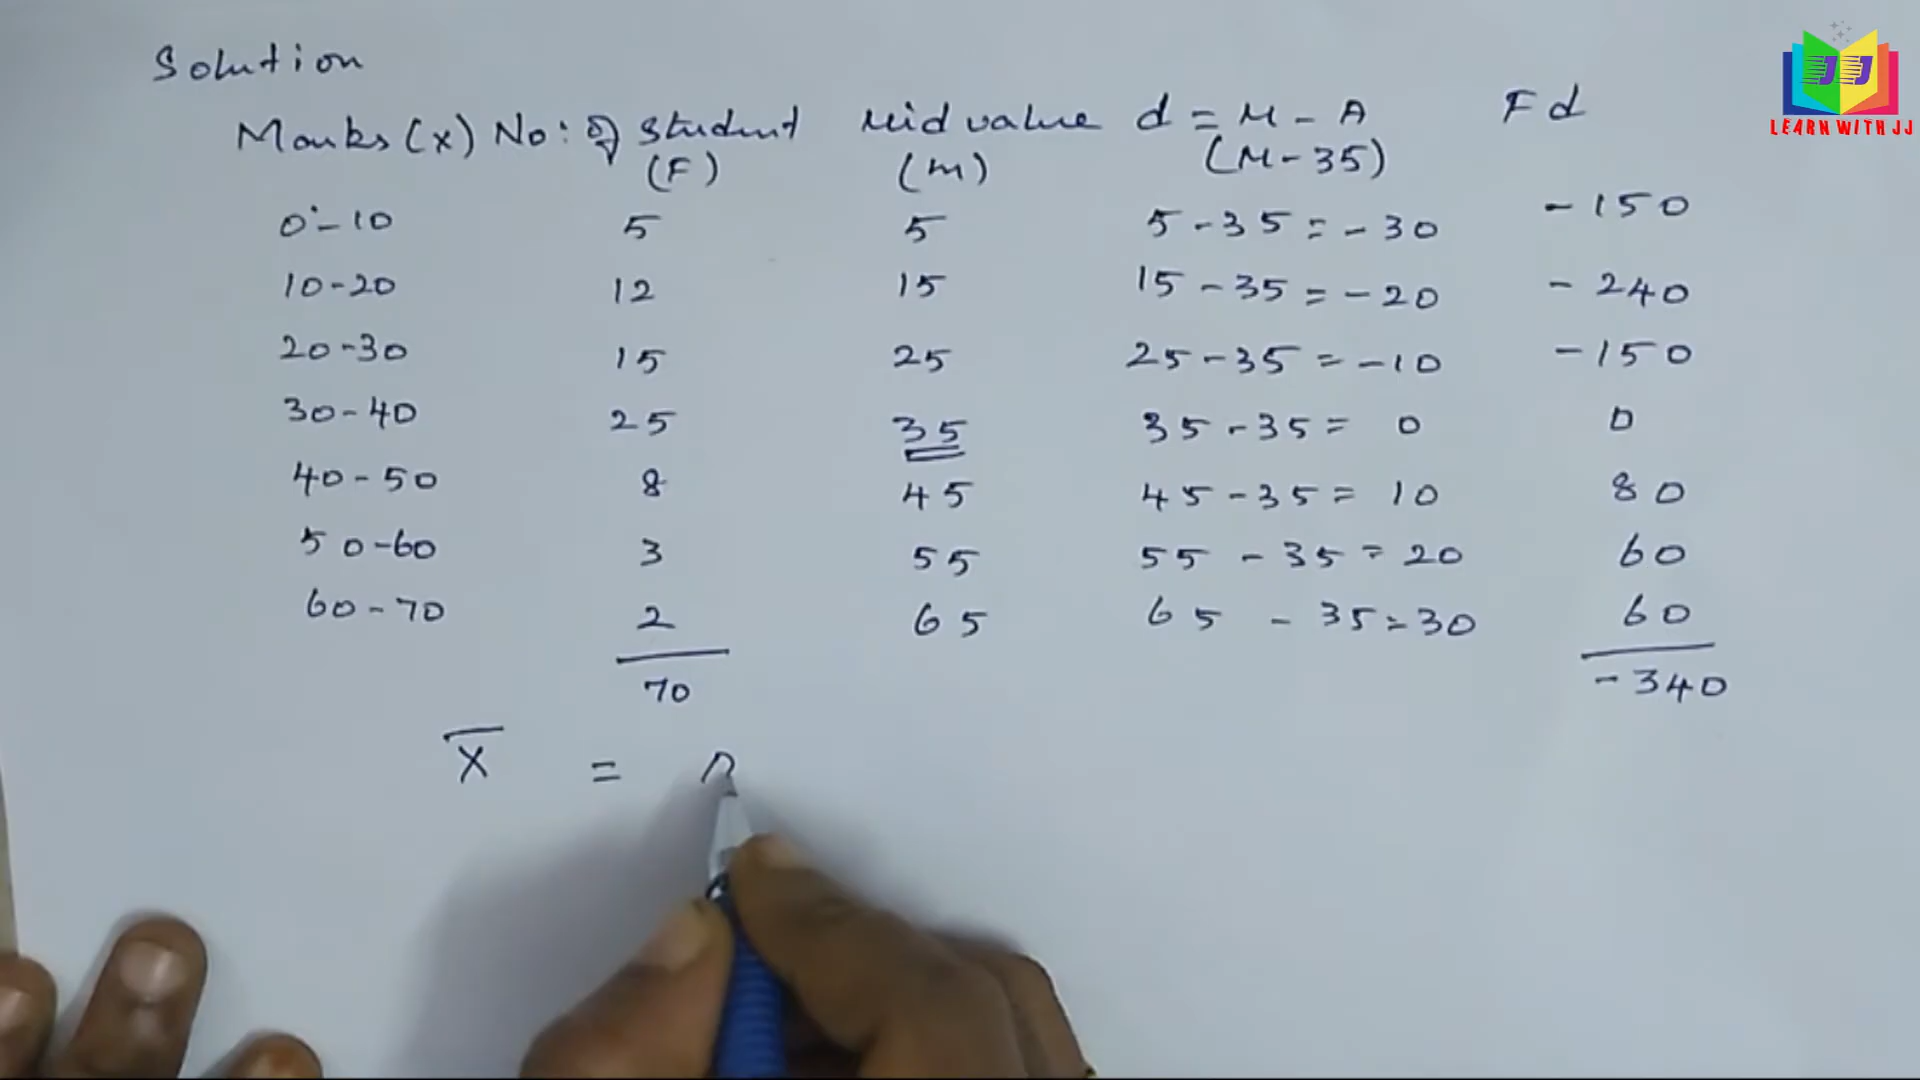 Solution
Marks (x) No: of Student Mid value d = M - A Fd
(F) (m) (M-35)
0-10 5 5 5-35 = -30 -150
10-20 12 15 15-35 = -20 -240
20-30 15 25 25-35 = -10 -150
30-40 25 35 35-35 = 0 0
40-50 8 45 45-35 = 10 80
50-60 3 55 55 - 35 = 20 60
60-70 2 65 65 - 35 = 30 60
70 -340
X̄ =
JJ
LEARN WITH JJ